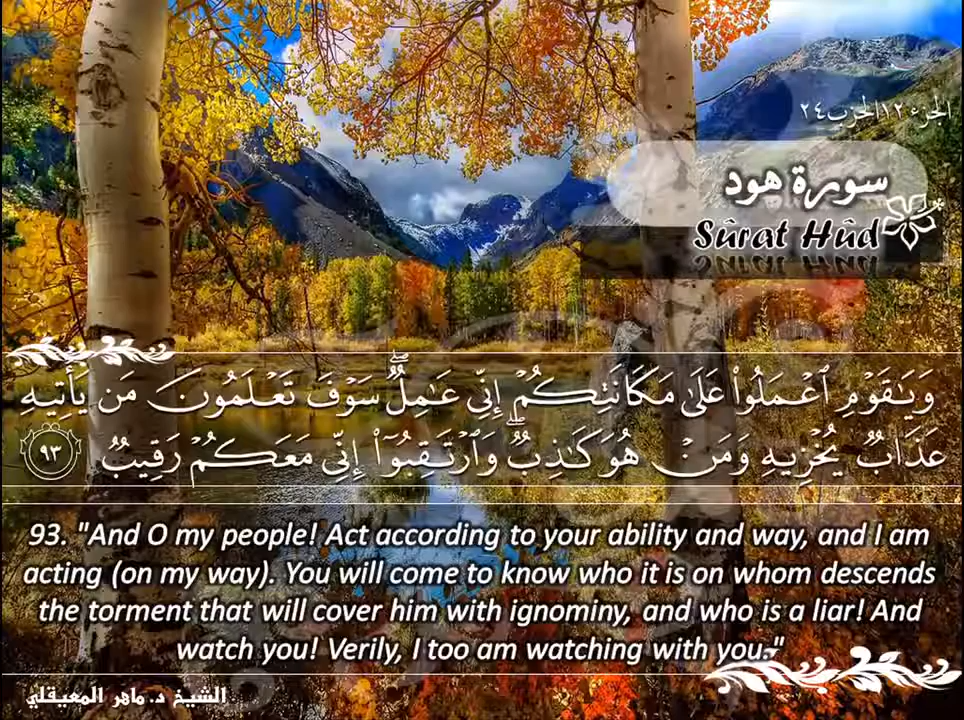 الجزء ١٢ الحزب ٢٤
سورة هود
Sûrat Hûd
وَيَـٰقَوْمِ ٱعْمَلُوا۟ عَلَىٰ مَكَانَتِكُمْ إِنِّى عَـٰمِلٌ ۖ سَوْفَ تَعْلَمُونَ مَن يَأْتِيهِ
عَذَابٌ يُخْزِيهِ وَمَنْ هُوَ كَـٰذِبٌ ۖ وَٱرْتَقِبُوٓا۟ إِنِّى مَعَكُمْ رَقِيبٌ ٩٣
93. "And O my people! Act according to your ability and way, and I am
acting (on my way). You will come to know who it is on whom descends
the torment that will cover him with ignominy, and who is a liar! And
watch you! Verily, I too am watching with you."
الشيخ د. ماهر المعيقلي